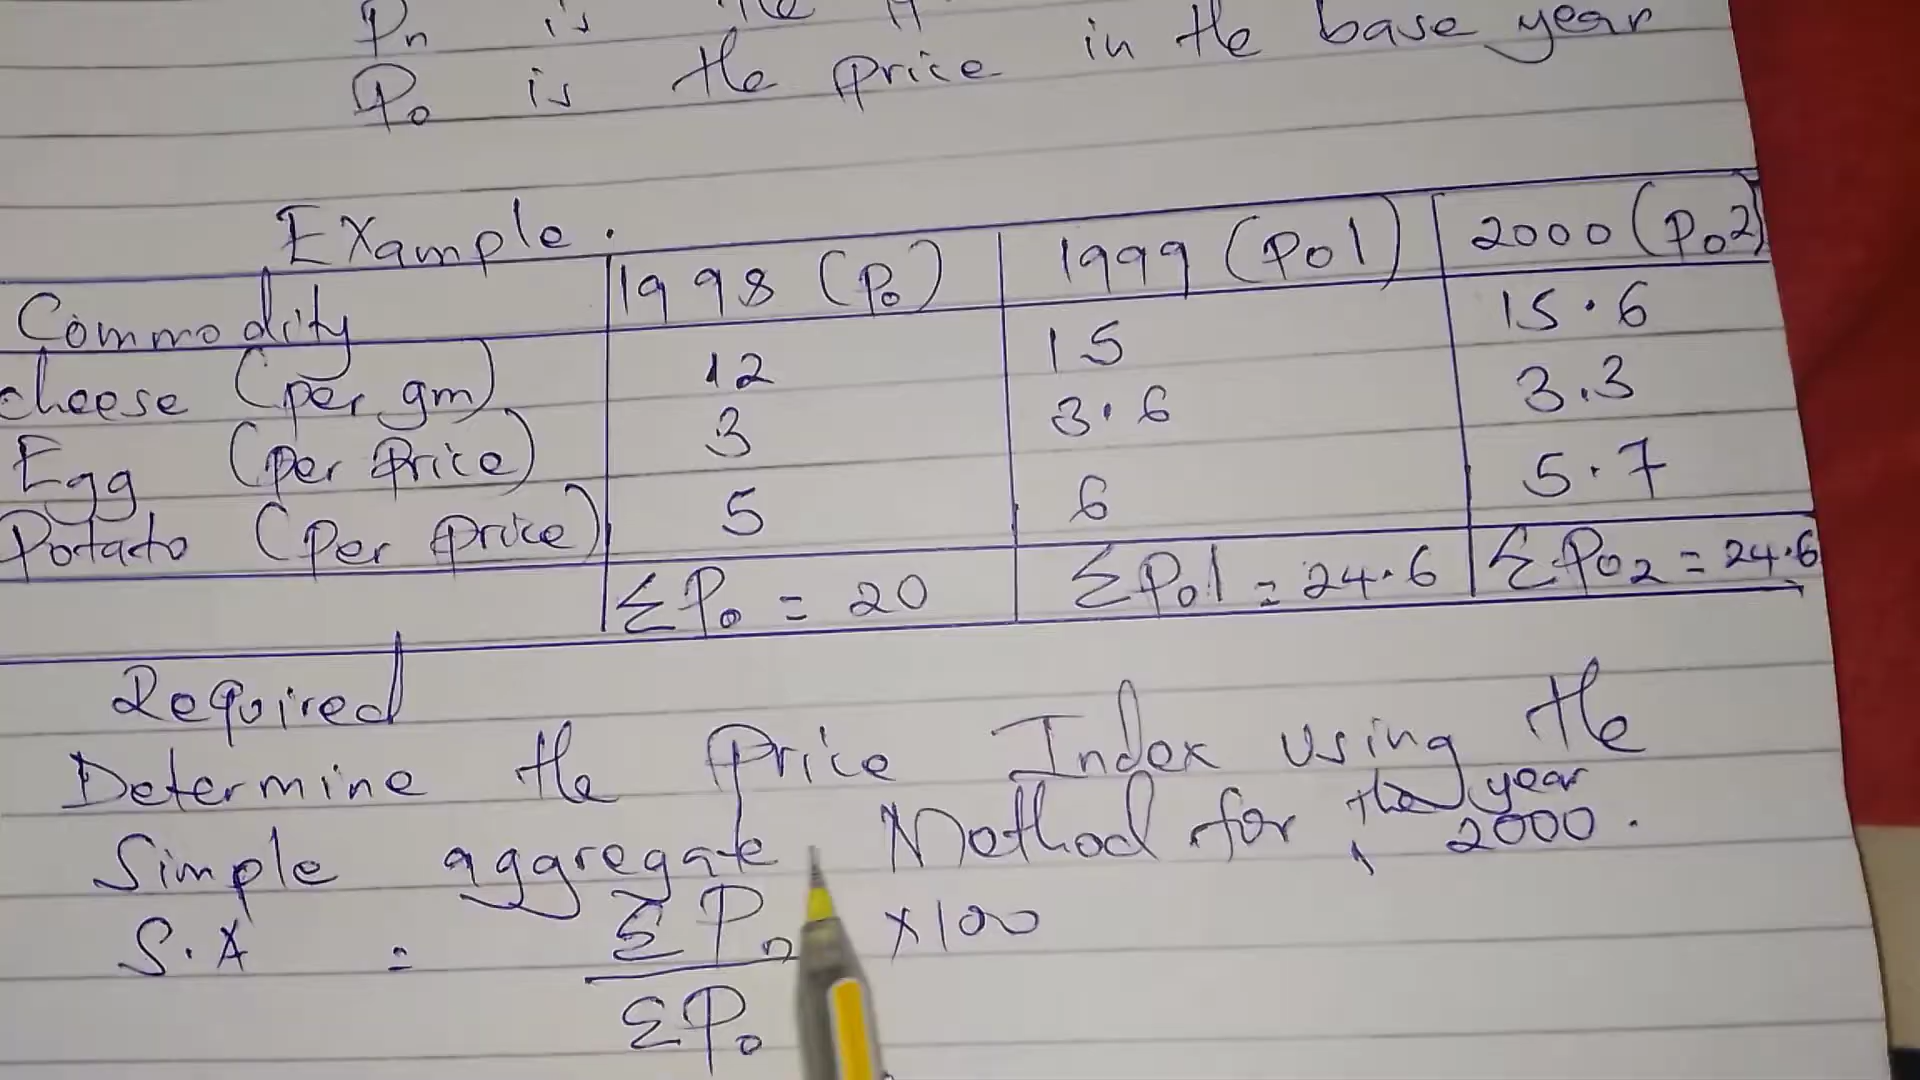 Pn is the
Po is the price in the base year
Example.
Commodity 1998 (Po) 1999 (Po1) 2000 (Po2)
cheese (per gm) 12 15 15.6
Egg (per Price) 3 3.6 3.3
Potato (per price) 5 6 5.7
ΣPo = 20 ΣPo1 = 24.6 ΣPo2 = 24.6
Required
Determine the Price Index using the
Simple aggregate Method for the year 2000.
S.A = ΣPn x100
ΣPo